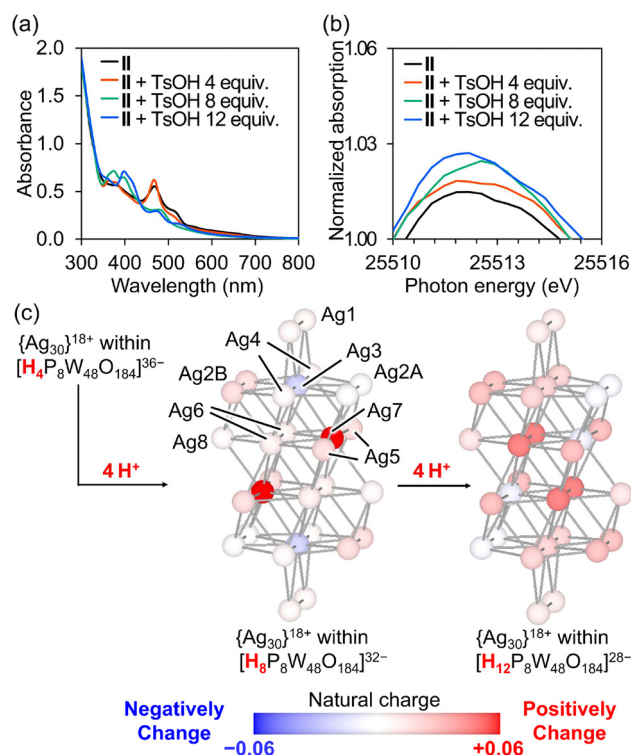 (a)
Absorbance
2.0
1.5
1.0
0.5
0.0
II
II + TsOH 4 equiv.
II + TsOH 8 equiv.
II + TsOH 12 equiv.
300 400 500 600 700 800
Wavelength (nm)
(b)
Normalized absorption
1.06
1.03
1.00
II
II + TsOH 4 equiv.
II + TsOH 8 equiv.
II + TsOH 12 equiv.
25510 25513 25516
Photon energy (eV)
(c)
{Ag₃₀}¹⁸⁺ within
[H₄P₈W₄₈O₁₈₄]³⁶⁻
4 H⁺
Ag1
Ag4
Ag3
Ag2B
Ag2A
Ag6
Ag7
Ag8
Ag5
4 H⁺
{Ag₃₀}¹⁸⁺ within
[H₈P₈W₄₈O₁₈₄]³²⁻
{Ag₃₀}¹⁸⁺ within
[H₁₂P₈W₄₈O₁₈₄]²⁸⁻
Negatively
Change
Natural charge
−0.06
+0.06
Positively
Change